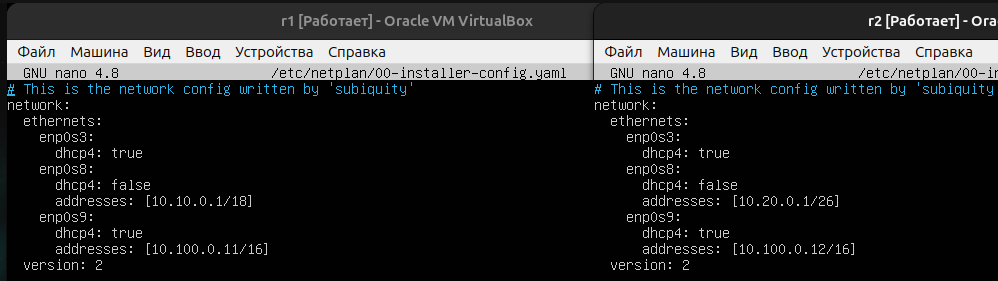 r1 [Работает] - Oracle VM VirtualBox
Файл Машина Вид Ввод Устройства Справка
GNU nano 4.8 /etc/netplan/00-installer-config.yaml
# This is the network config written by 'subiquity'
network:
  ethernets:
    enp0s3:
      dhcp4: true
    enp0s8:
      dhcp4: false
      addresses: [10.10.0.1/18]
    enp0s9:
      dhcp4: true
      addresses: [10.100.0.11/16]
  version: 2
r2 [Работает] - Ora
Файл Машина Вид Ввод Устройства Справка
GNU nano 4.8 /etc/netplan/00-in
# This is the network config written by 'subiquity
network:
  ethernets:
    enp0s3:
      dhcp4: true
    enp0s8:
      dhcp4: false
      addresses: [10.20.0.1/26]
    enp0s9:
      dhcp4: true
      addresses: [10.100.0.12/16]
  version: 2